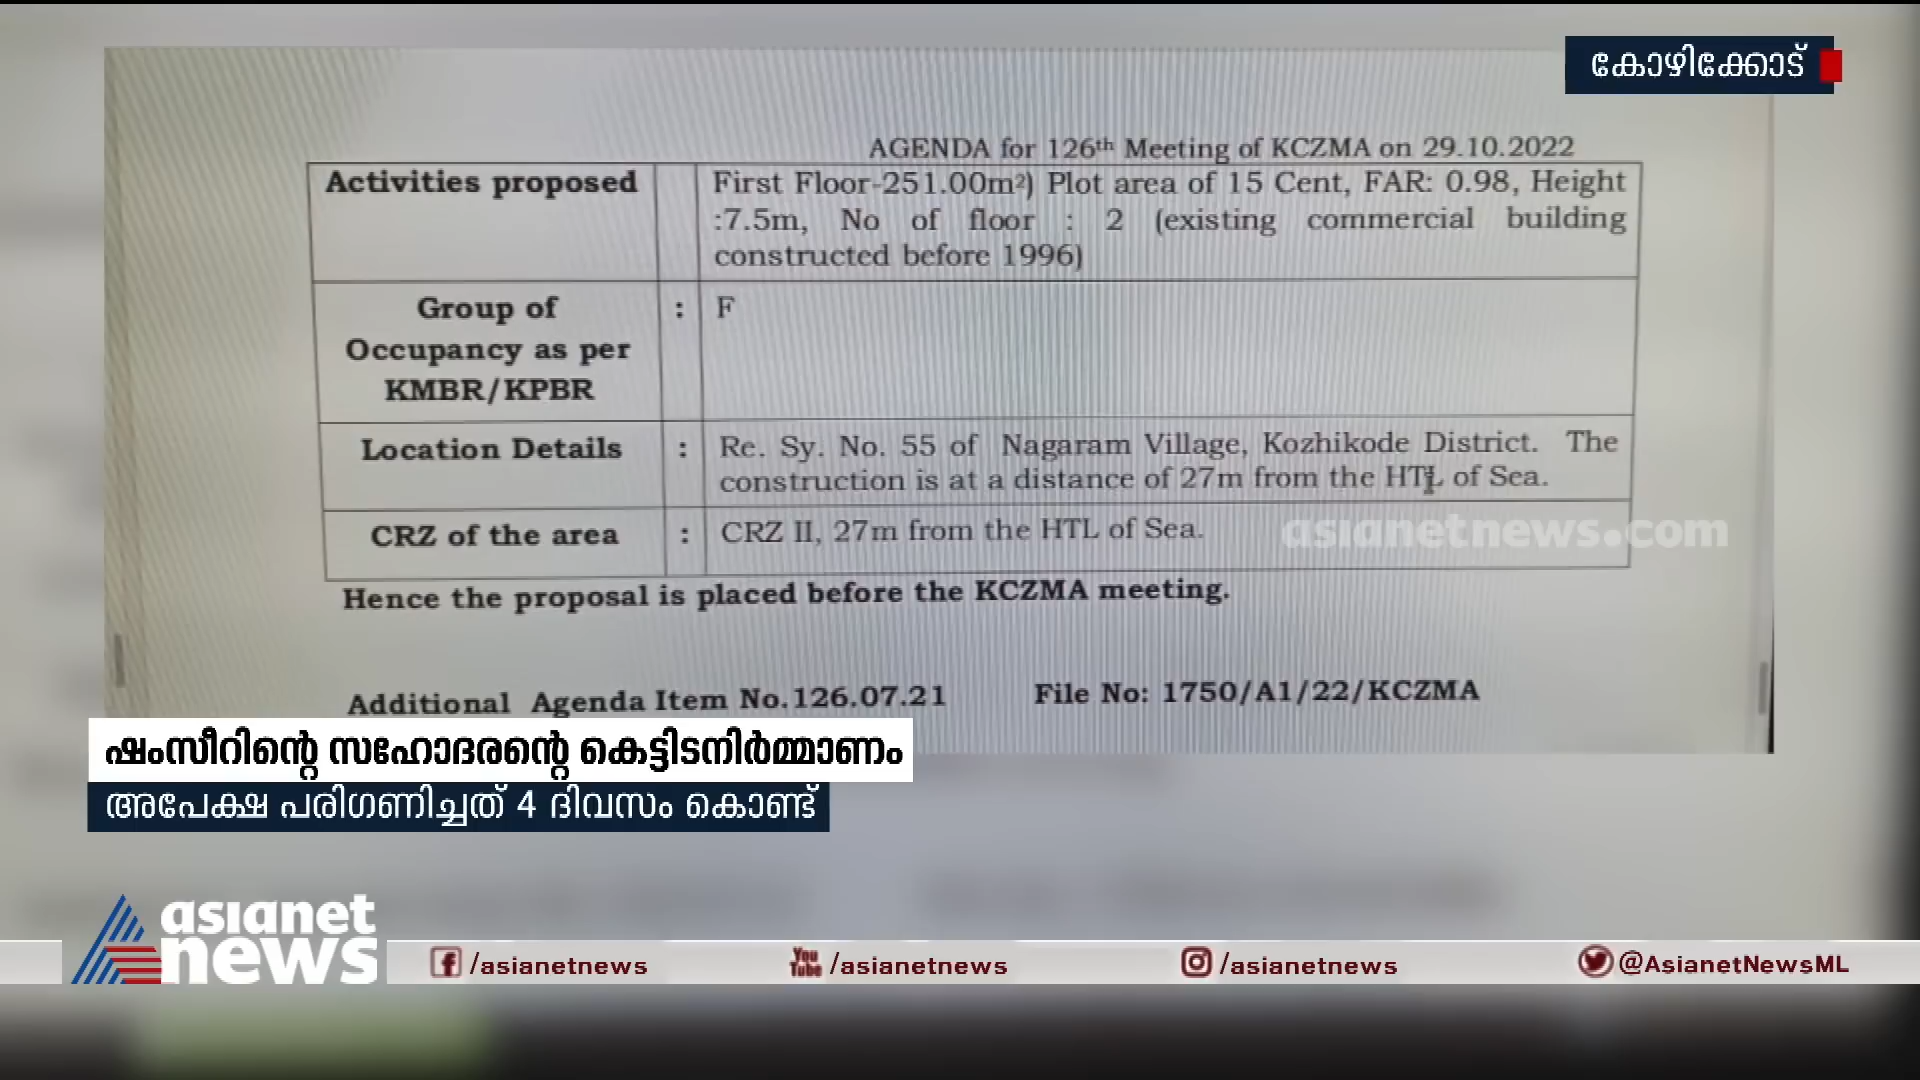 കോഴിക്കോട്
AGENDA for 126th Meeting of KCZMA on 29.10.2022
Activities proposed
First Floor-251.00m²) Plot area of 15 Cent, FAR: 0.98, Height
:7.5m, No of floor : 2 (existing commercial building
constructed before 1996)
Group of
Occupancy as per
KMBR/KPBR
: F
Location Details : Re. Sy. No. 55 of Nagaram Village, Kozhikode District. The
construction is at a distance of 27m from the HTL of Sea.
CRZ of the area : CRZ II, 27m from the HTL of Sea.
asianetnews.com
Hence the proposal is placed before the KCZMA meeting.
Additional Agenda Item No.126.07.21 File No: 1750/A1/22/KCZMA
ഷംസീറിന്റെ സഹോദരന്റെ കെട്ടിടനിർമ്മാണം
അപേക്ഷ പരിഗണിച്ചത് 4 ദിവസം കൊണ്ട്
asianet
news
/asianetnews
You
Tube
/asianetnews
/asianetnews
@AsianetNewsML